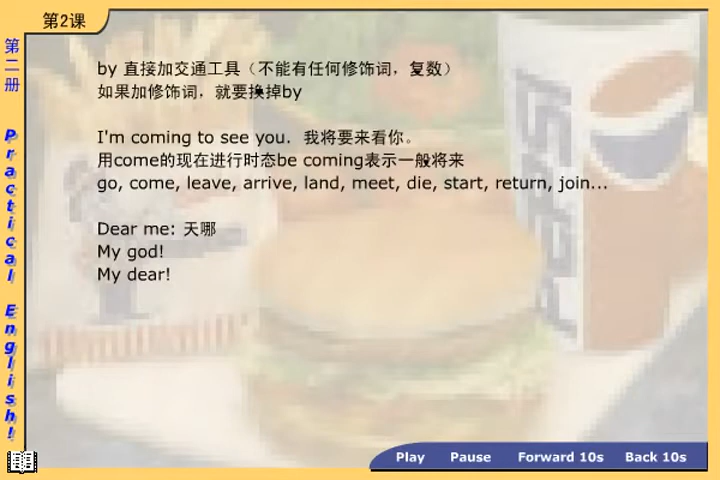 第2课
第二册
Practical English!
by 直接加交通工具（不能有任何修饰词，复数）
如果加修饰词，就要换掉by
I'm coming to see you．我将要来看你。
用come的现在进行时态be coming表示一般将来
go, come, leave, arrive, land, meet, die, start, return, join...
Dear me: 天哪
My god!
My dear!
Play Pause Forward 10s Back 10s